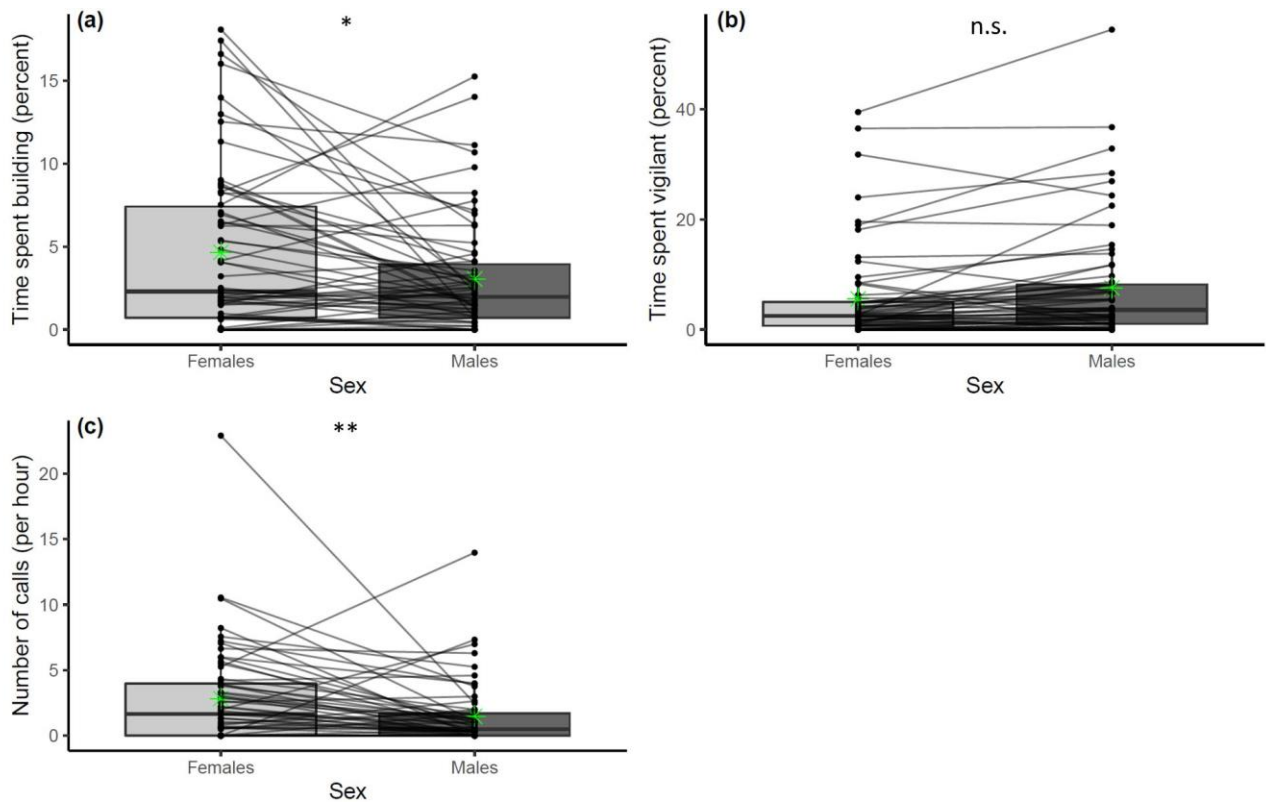 (a)
*
Time spent building (percent)
15
10
5
0
Females
Males
Sex
(b)
n.s.
Time spent vigilant (percent)
40
20
0
Females
Males
Sex
(c)
**
Number of calls (per hour)
20
15
10
5
0
Females
Males
Sex